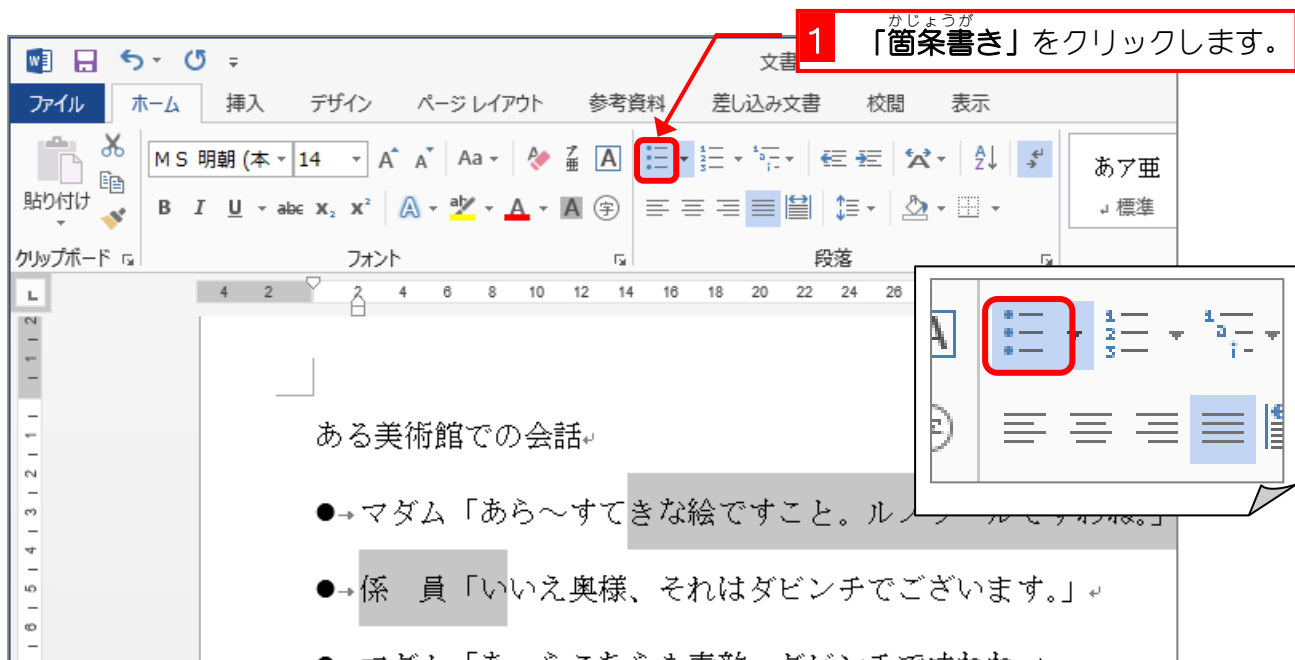 かじょうが
1 「箇条書き」をクリックします。
文書
ファイル ホーム 挿入 デザイン ページ レイアウト 参考資料 差し込み文書 校閲 表示
貼り付け
ＭＳ 明朝 (本 14 A A Aa ア亜 A
B I U abc X₂ X² A aby A A 字
あア亜
↵ 標準
クリップボード フォント 段落
L
4 2 2 4 6 8 10 12 14 16 18 20 22 24 26
ある美術館での会話↵
●→マダム「あら～すてきな絵ですこと。
●→係　員「いいえ奥様、それはダビンチでございます。」↵